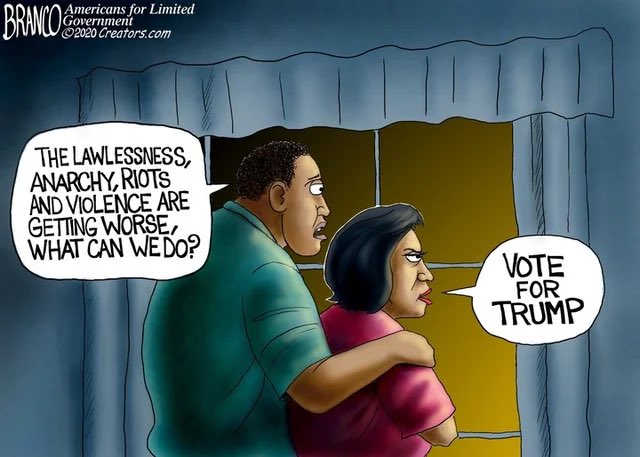 BRANCO
Americans for Limited
Government
©2020 Creators.com
THE LAWLESSNESS,
ANARCHY, RIOTS
AND VIOLENCE ARE
GETTING WORSE,
WHAT CAN WE DO?
VOTE
FOR
TRUMP